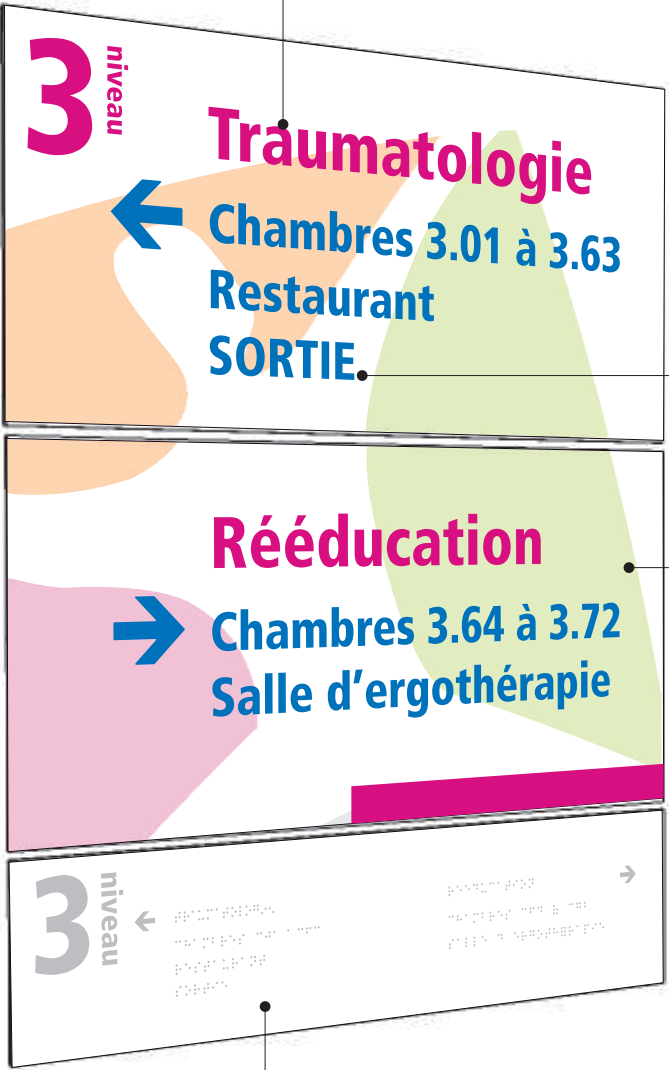 3 niveau
Traumatologie
Chambres 3.01 à 3.63
Restaurant
SORTIE
Rééducation
Chambres 3.64 à 3.72
Salle d’ergothérapie
3 niveau